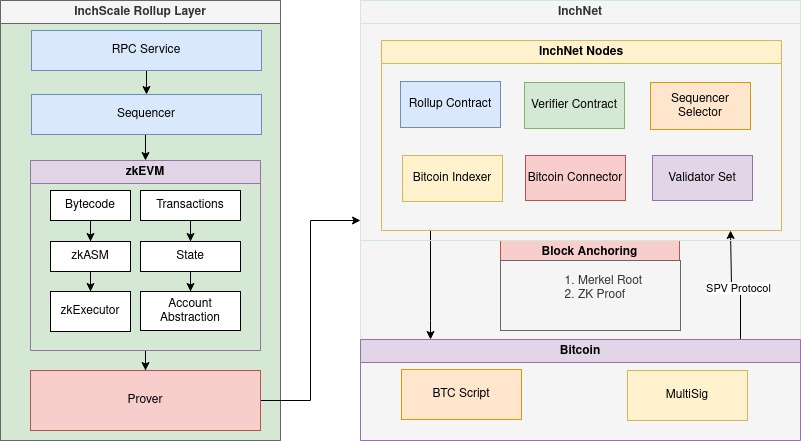 InchScale Rollup Layer
RPC Service
Sequencer
zkEVM
Bytecode
Transactions
zkASM
State
zkExecutor
Account
Abstraction
Prover
InchNet
InchNet Nodes
Rollup Contract
Verifier Contract
Sequencer
Selector
Bitcoin Indexer
Bitcoin Connector
Validator Set
Block Anchoring
1. Merkel Root
2. ZK Proof
SPV Protocol
Bitcoin
BTC Script
MultiSig